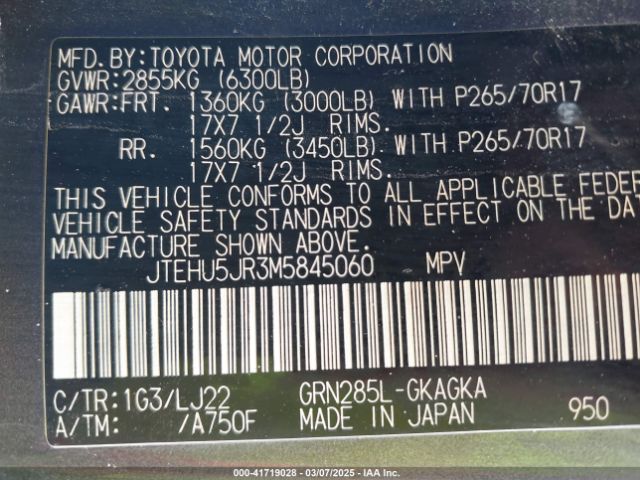 MFD.BY:TOYOTA MOTOR CORPORATION
GVWR:2855KG (6300LB)
GAWR:FRT. 1360KG (3000LB) WITH P265/70R17
17X7 1/2J RIMS.
RR. 1560KG (3450LB) WITH P265/70R17
17X7 1/2J RIMS.
THIS VEHICLE CONFORMS TO ALL APPLICABLE FEDER
VEHICLE SAFETY STANDARDS IN EFFECT ON THE DAT
MANUFACTURE SHOWN ABOVE.
JTEHU5JR3M5845060 MPV
C/TR:1G3/LJ22 GRN285L-GKAGKA
A/TM: /A750F MADE IN JAPAN 950
000-41719028 — 03/07/2025 — IAA Inc.